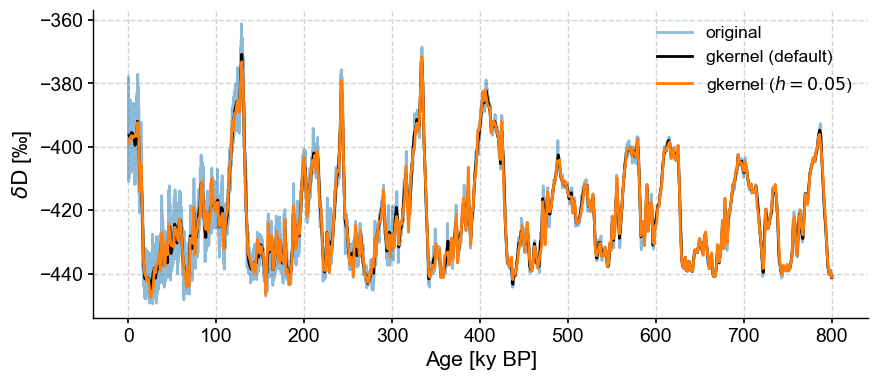 original
gkernel (default)
gkernel (h = 0.05)
−360
−380
−400
−420
−440
δD [‰]
0 100 200 300 400 500 600 700 800
Age [ky BP]